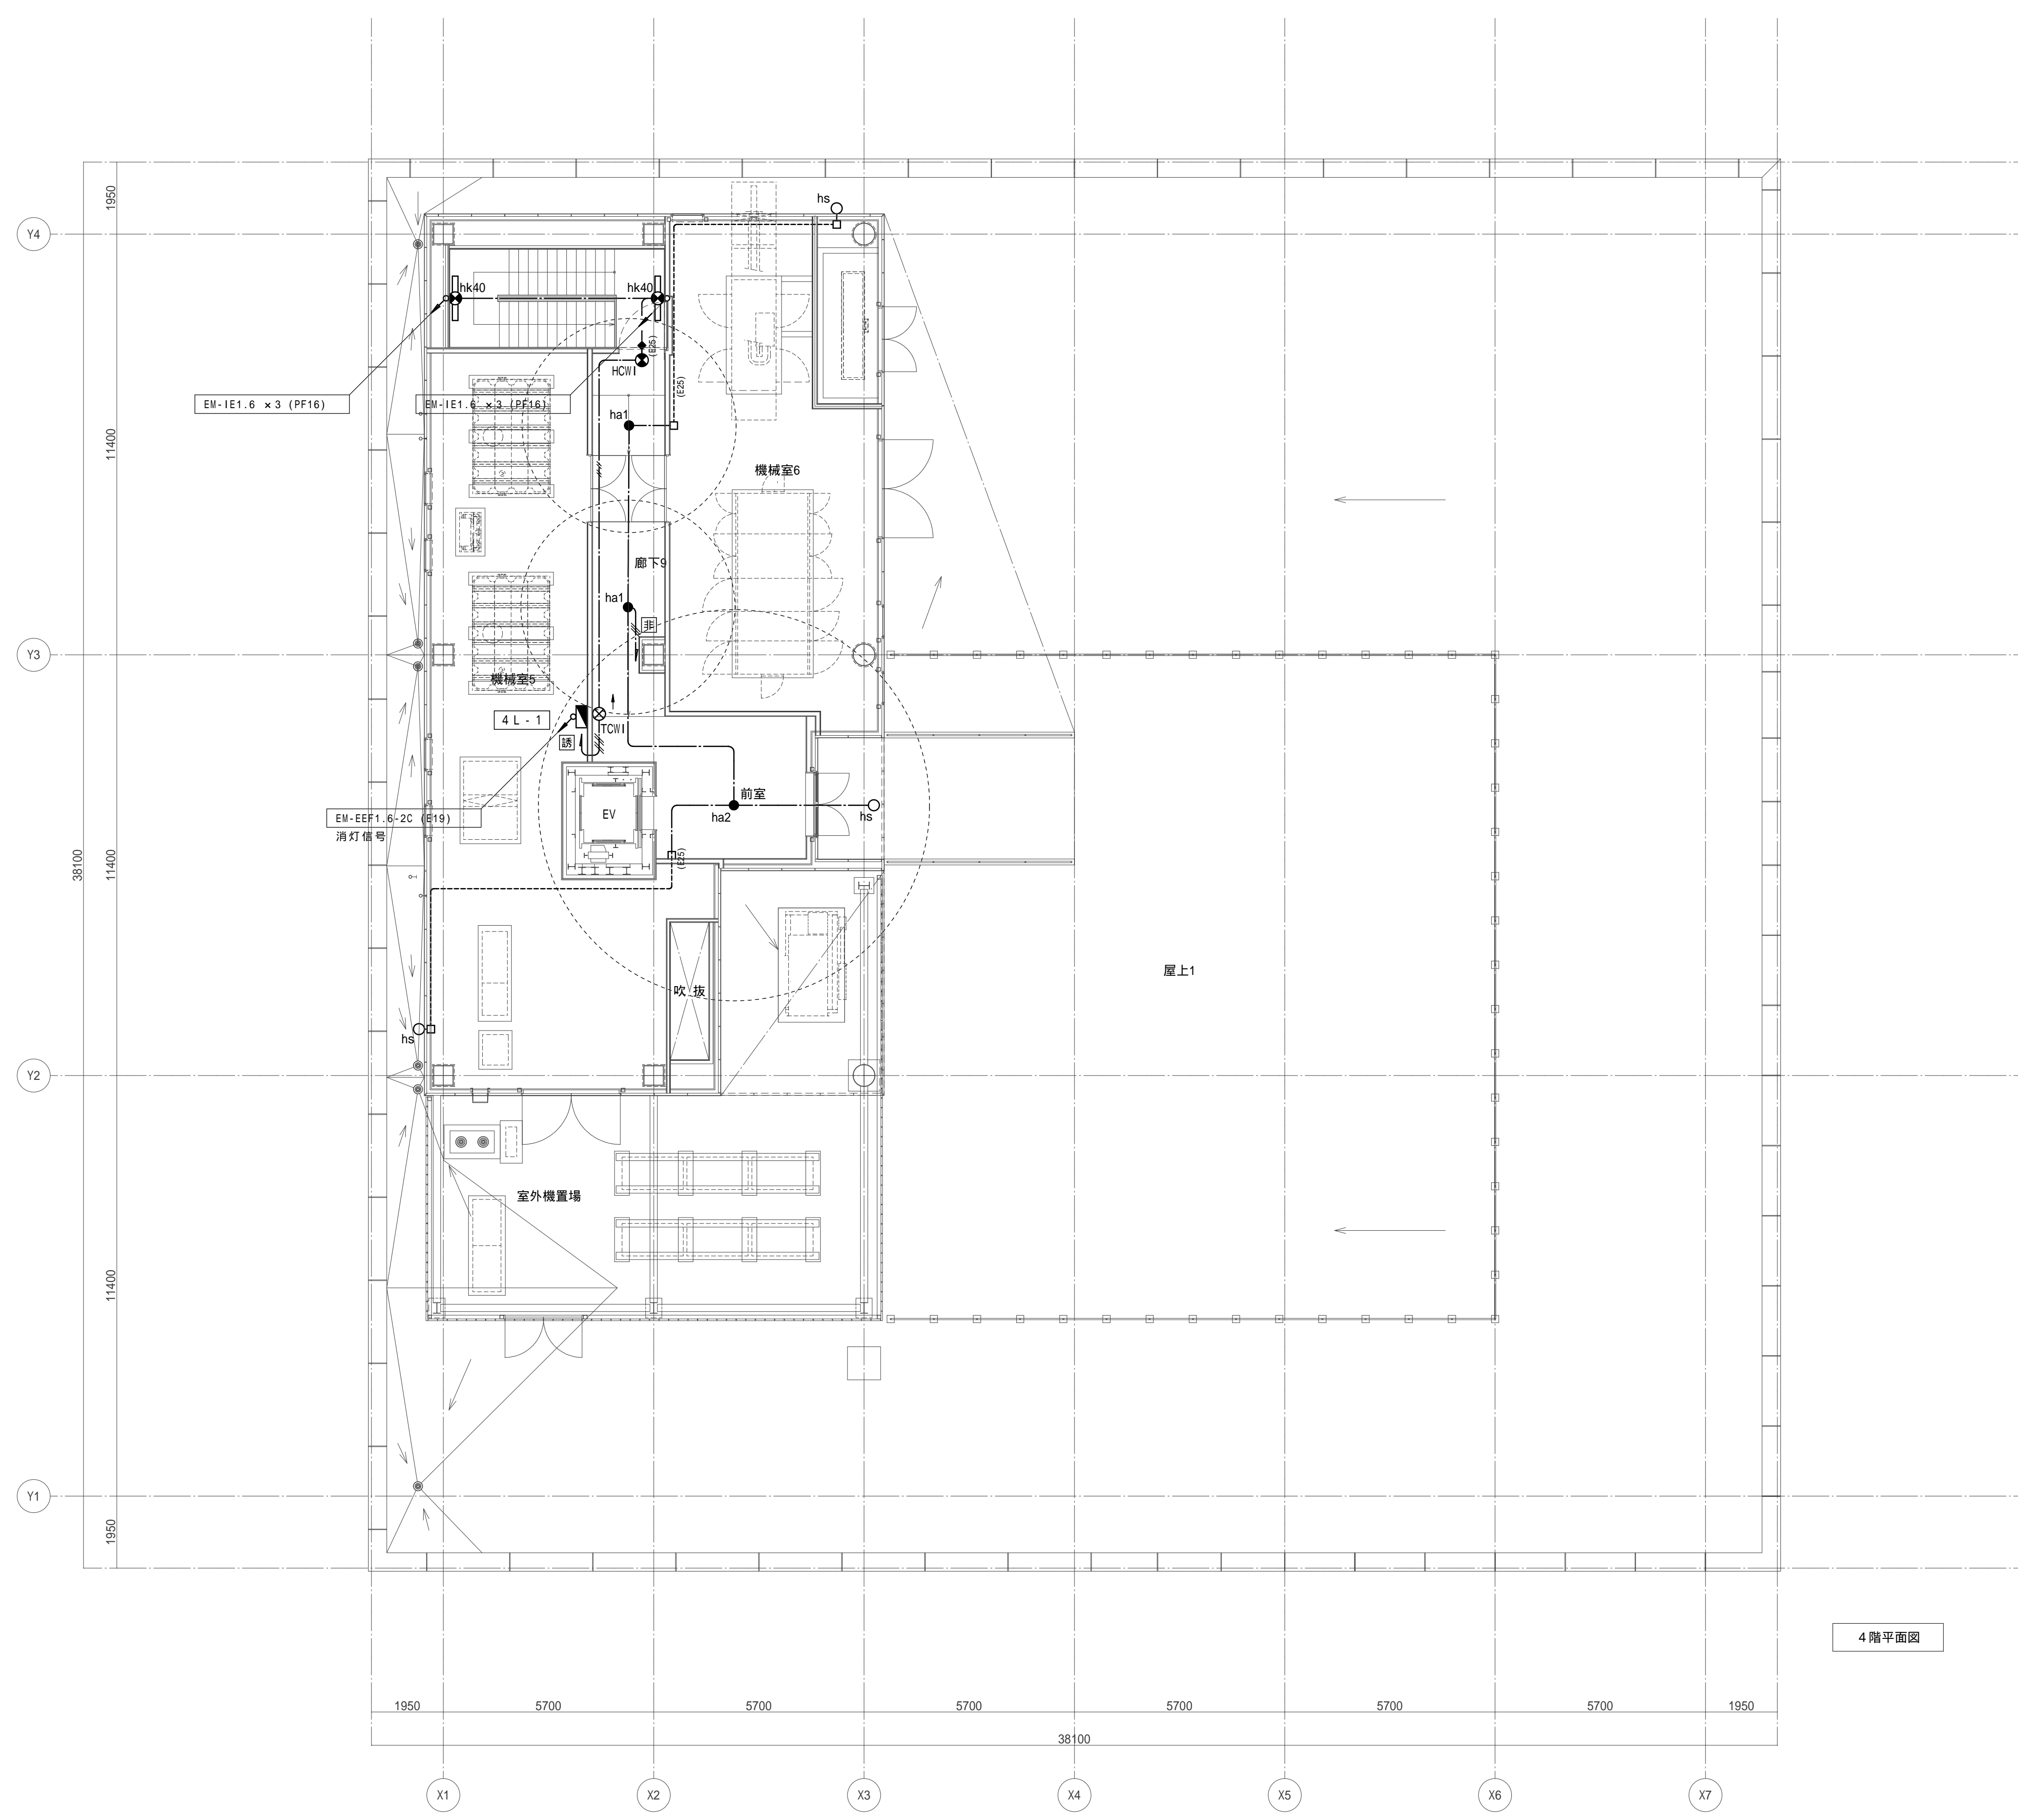 hs
1950
Y4
hk40
hk40
(E25)
HCWI
EM-IE1.6 ×3 (PF16)
EM-IE1.6 ×3 (PF16)
(E25)
ha1
11400
機械室6
廊下9
ha1
非
Y3
機械室5
4L-1
TCWI
誘
前室
EV
ha2
hs
EM-EEF1.6-2C (E19)
消灯信号
(E25)
38100
11400
屋上1
吹抜
hs
Y2
室外機置場
11400
Y1
1950
4階平面図
1950
5700
5700
5700
5700
5700
5700
1950
38100
X1
X2
X3
X4
X5
X6
X7